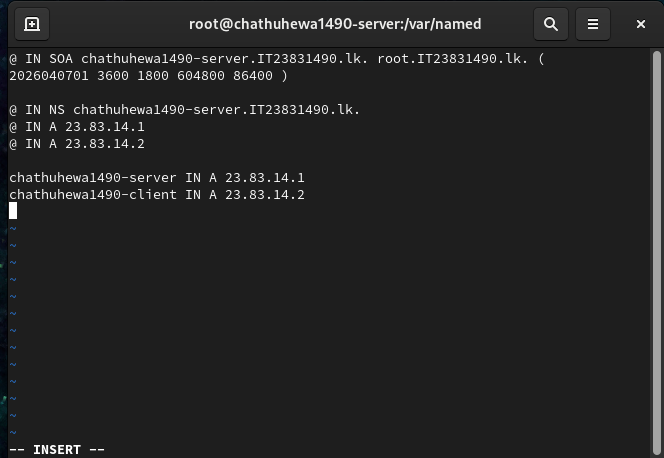 root@chathuhewa1490-server:/var/named
@ IN SOA chathuhewa1490-server.IT23831490.lk. root.IT23831490.lk. (
2026040701 3600 1800 604800 86400 )
@ IN NS chathuhewa1490-server.IT23831490.lk.
@ IN A 23.83.14.1
@ IN A 23.83.14.2
chathuhewa1490-server IN A 23.83.14.1
chathuhewa1490-client IN A 23.83.14.2
~
~
~
~
~
~
~
~
~
~
~
~
~
-- INSERT --